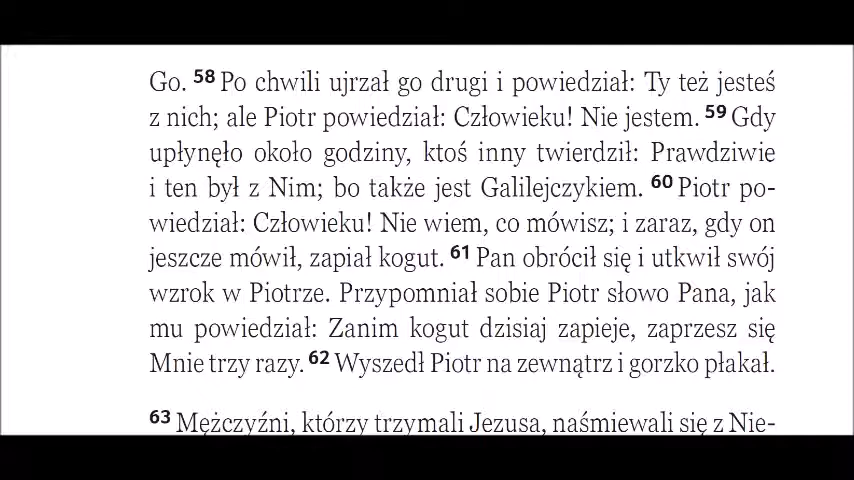 Go. 58 Po chwili ujrzał go drugi i powiedział: Ty też jesteś
z nich; ale Piotr powiedział: Człowieku! Nie jestem. 59 Gdy
upłynęło około godziny, ktoś inny twierdził: Prawdziwie
i ten był z Nim; bo także jest Galilejczykiem. 60 Piotr po-
wiedział: Człowieku! Nie wiem, co mówisz; i zaraz, gdy on
jeszcze mówił, zapiał kogut. 61 Pan obrócił się i utkwił swój
wzrok w Piotrze. Przypomniał sobie Piotr słowo Pana, jak
mu powiedział: Zanim kogut dzisiaj zapieje, zaprzesz się
Mnie trzy razy. 62 Wyszedł Piotr na zewnątrz i gorzko płakał.
63 Mężczyźni, którzy trzymali Jezusa, naśmiewali się z Nie-